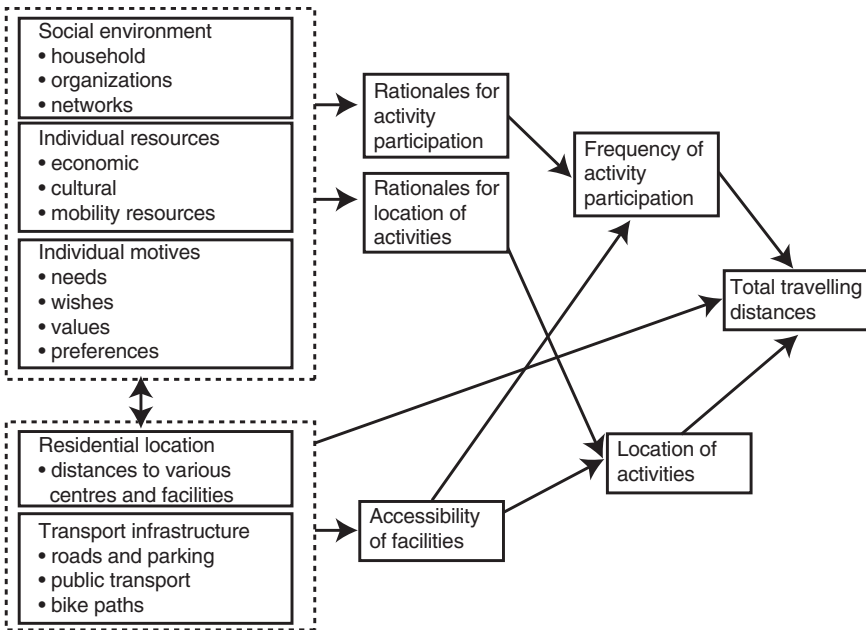 Social environment
• household
• organizations
• networks
Individual resources
• economic
• cultural
• mobility resources
Individual motives
• needs
• wishes
• values
• preferences
Residential location
• distances to various
centres and facilities
Transport infrastructure
• roads and parking
• public transport
• bike paths
Rationales for
activity
participation
Rationales for
location of
activities
Accessibility
of facilities
Frequency of
activity
participation
Location of
activities
Total travelling
distances